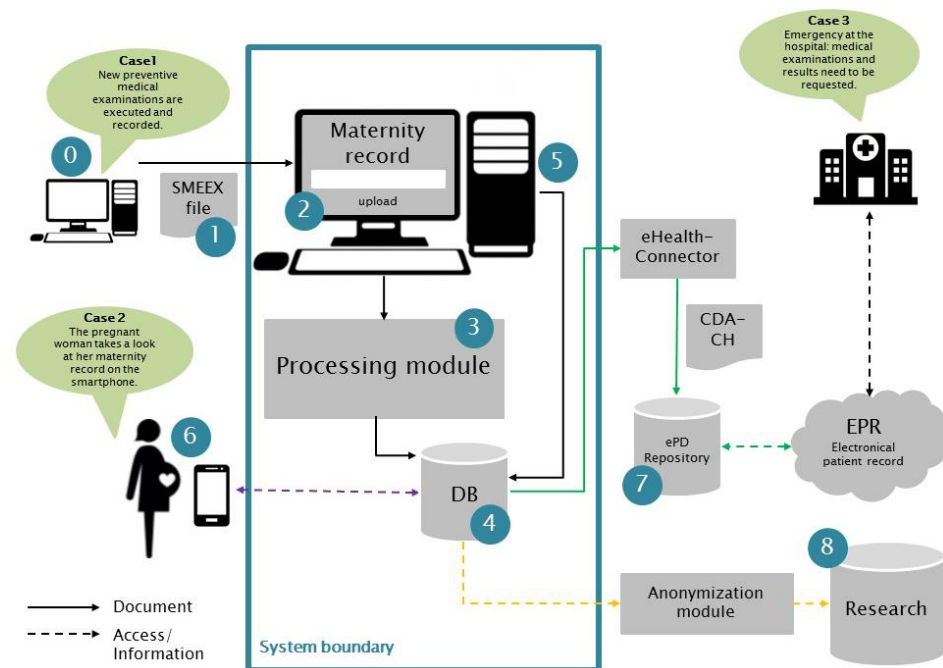 Case1
New preventive
medical
examinations are
executed and
recorded.
0
SMEEX
file
1
Maternity
record
upload
2
5
Case 3
Emergency at the
hospital: medical
examinations and
results need to be
requested.
eHealth-
Connector
CDA-
CH
3
Processing module
Case 2
The pregnant
woman takes a look
at her maternity
record on the
smartphone.
6
DB
4
ePD
Repository
7
EPR
Electronical
patient record
Anonymization
module
8
Research
Document
Access/
Information
System boundary